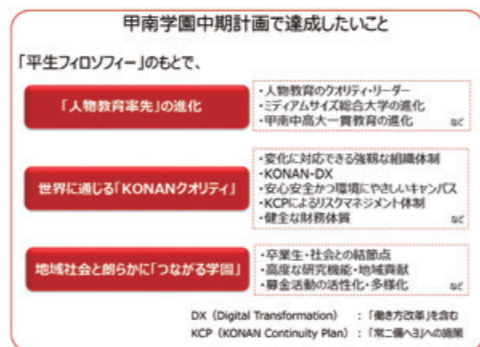 甲南学園中期計画で達成したいこと
「平生フィロソフィー」のもとで、
「人物教育率先」の進化
・人物教育のクオリティ・リーダー
・ミディアムサイズ総合大学の進化
・甲南中高大一貫教育の進化 など
世界に通じる「KONANクオリティ」
・変化に対応できる強靱な組織体制
・KONAN-DX
・安心安全かつ環境にやさしいキャンパス
・KCPによるリスクマネジメント体制
・健全な財務体質 など
地域社会と朗らかに「つながる学園」
・卒業生・社会との結節点
・高度な研究機能・地域貢献
・募金活動の活性化・多様化 など
DX（Digital Transformation）：「働き方改革」を含む
KCP（KONAN Continuity Plan）：「常ニ備ヘヨ」への施策